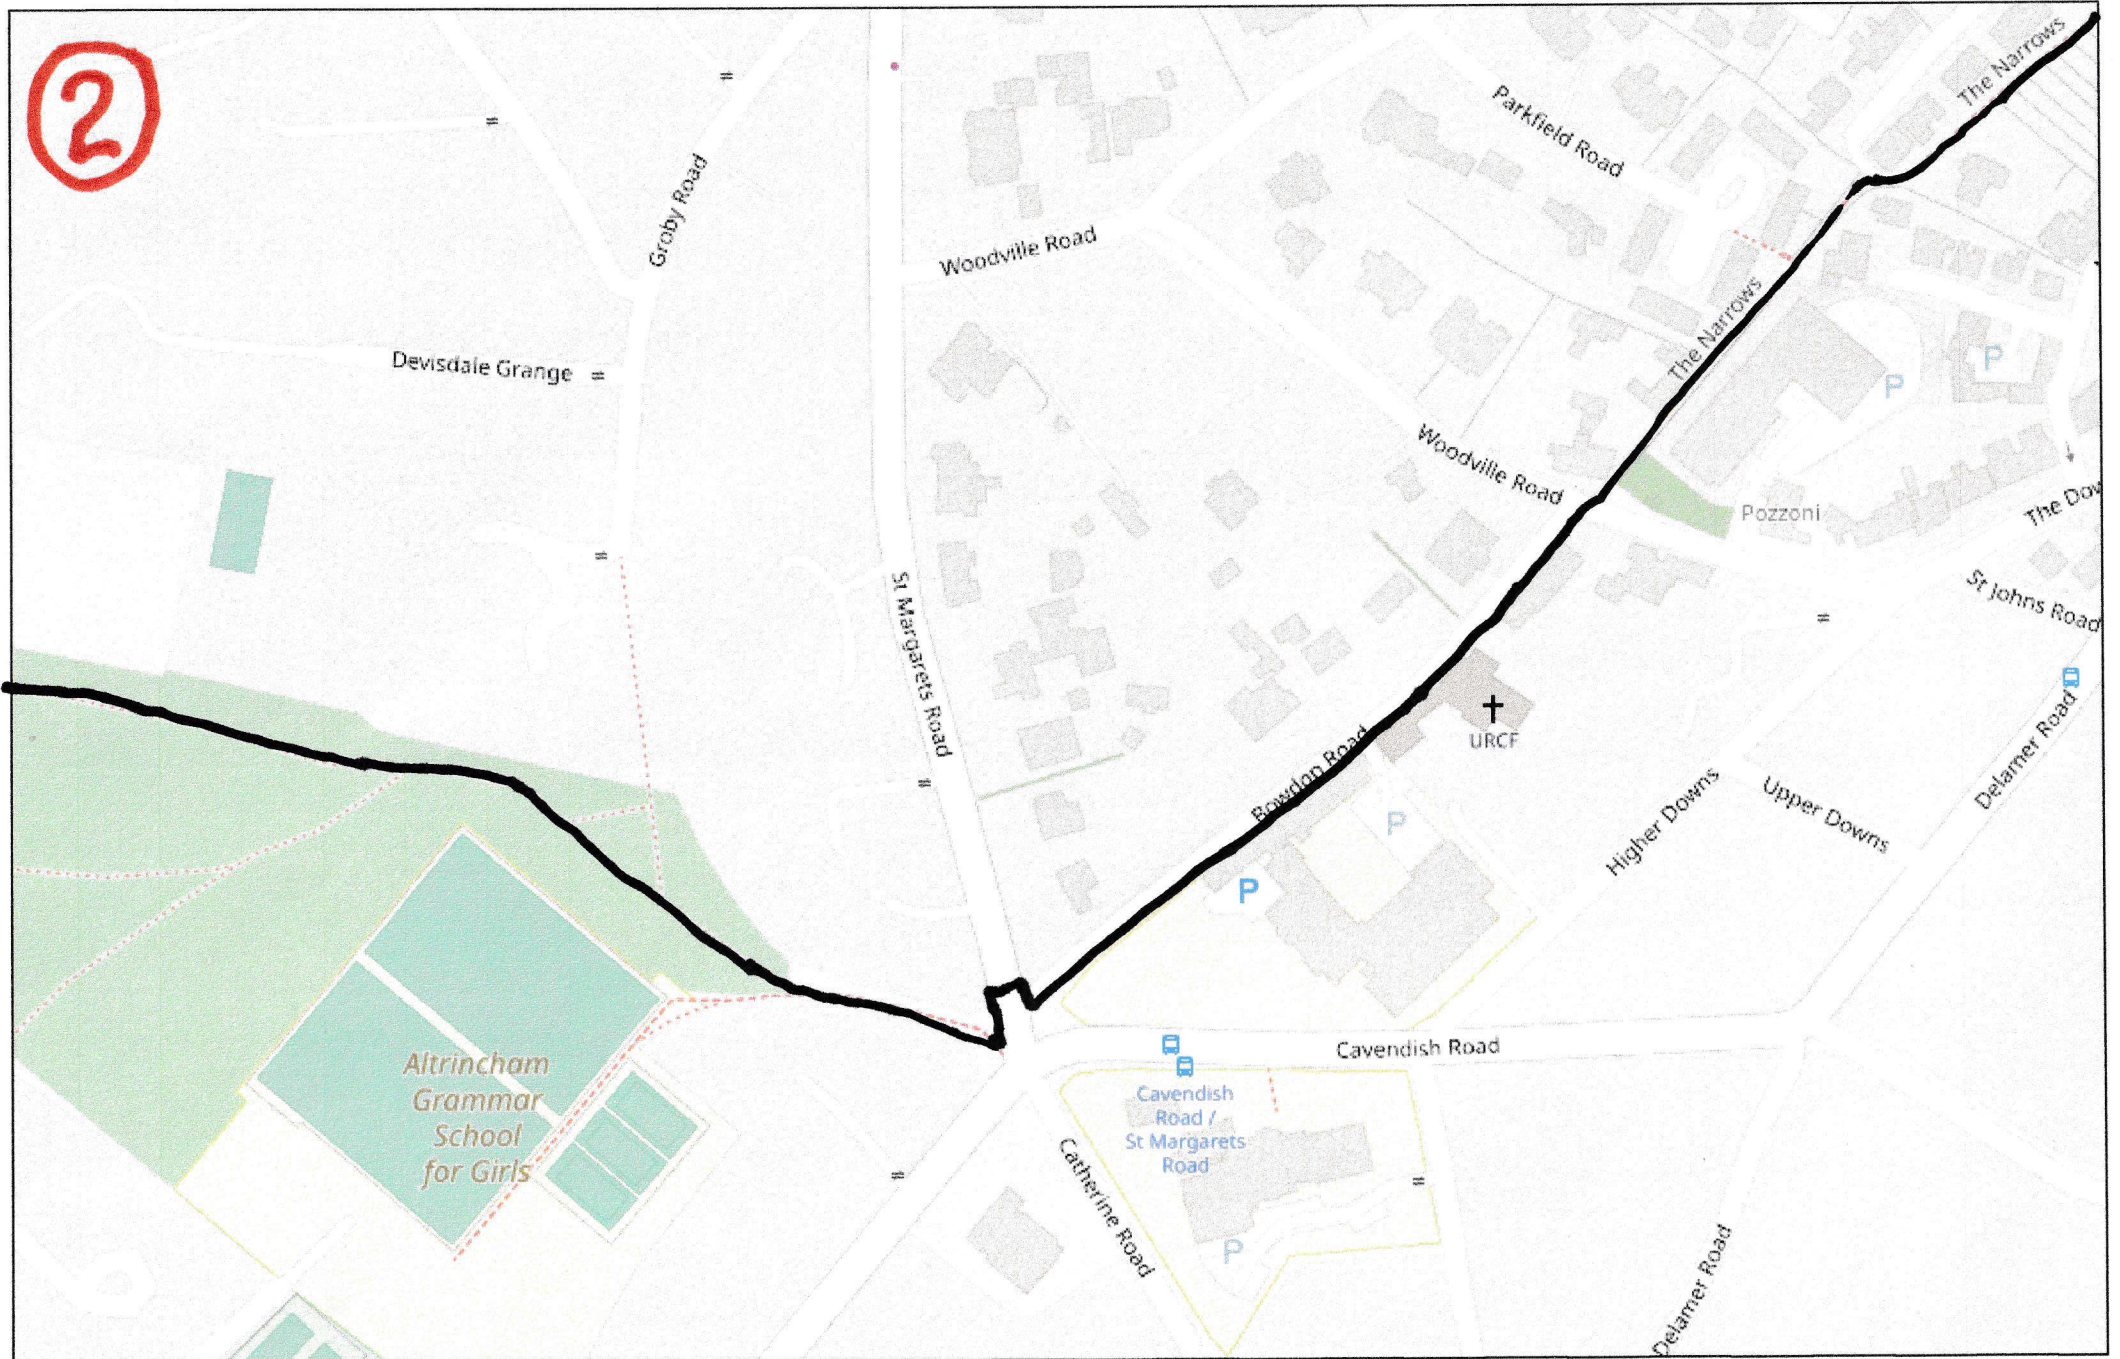 2
The Narrows
Parkfield Road
Groby Road
Woodville Road
The Narrows
Devisdale Grange
P
P
Woodville Road
Pozzoni
The Dov
St Johns Road
St Margarets Road
URCF
Bowdon Road
Delamer Road
Higher Downs
Upper Downs
P
P
Cavendish Road
Altrincham
Grammar
School
for Girls
Cavendish
Road /
St Margarets
Road
Catherine Road
P
Delamer Road